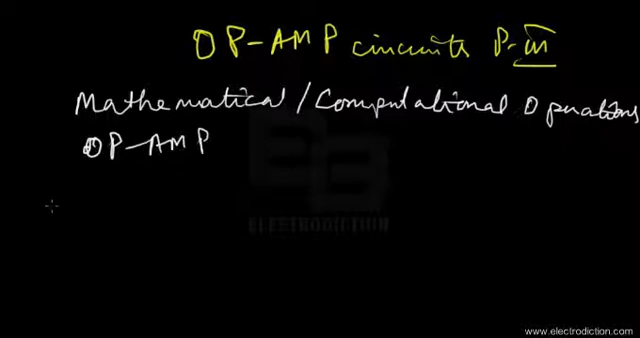 OP-AMP circuits P-III
Mathematical / Computational Operations
OP-AMP
ELECTRODICTION
www.electrodiction.com